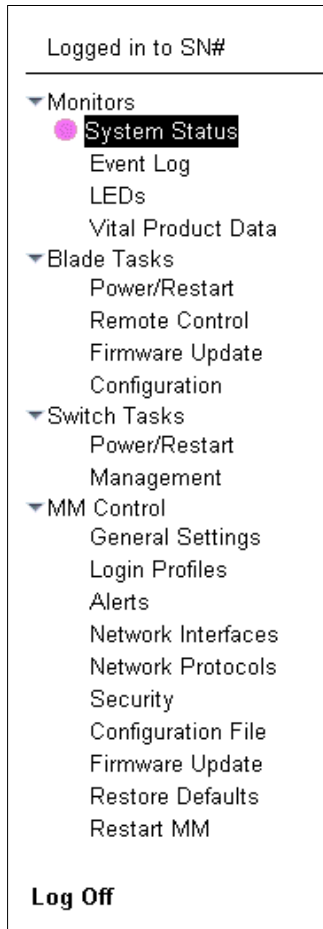 Logged in to SN#
Monitors
System Status
Event Log
LEDs
Vital Product Data
Blade Tasks
Power/Restart
Remote Control
Firmware Update
Configuration
Switch Tasks
Power/Restart
Management
MM Control
General Settings
Login Profiles
Alerts
Network Interfaces
Network Protocols
Security
Configuration File
Firmware Update
Restore Defaults
Restart MM
Log Off